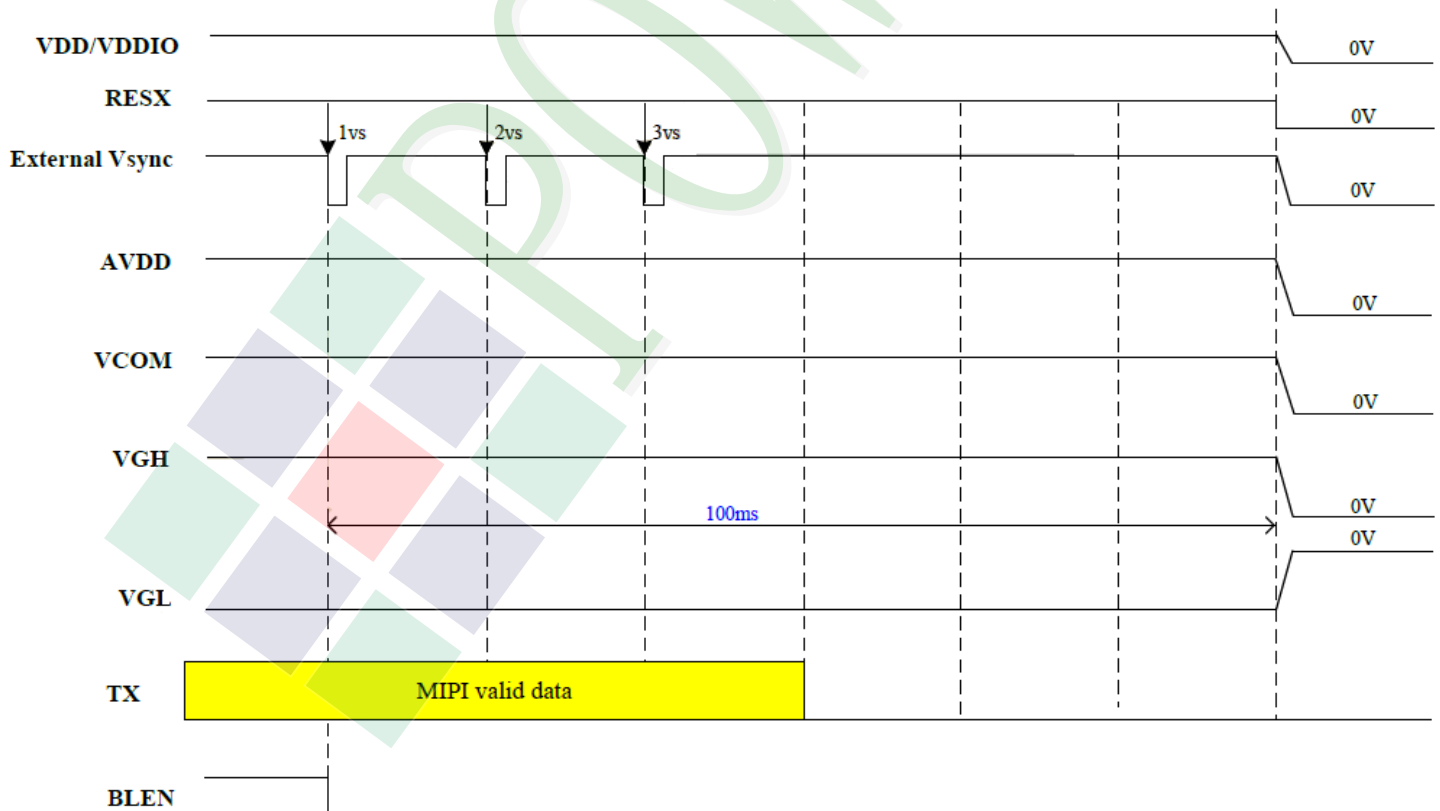 VDD/VDDIO
0V
RESX
0V
1vs
2vs
3vs
External Vsync
0V
AVDD
0V
VCOM
0V
VGH
0V
100ms
0V
VGL
TX
MIPI valid data
BLEN